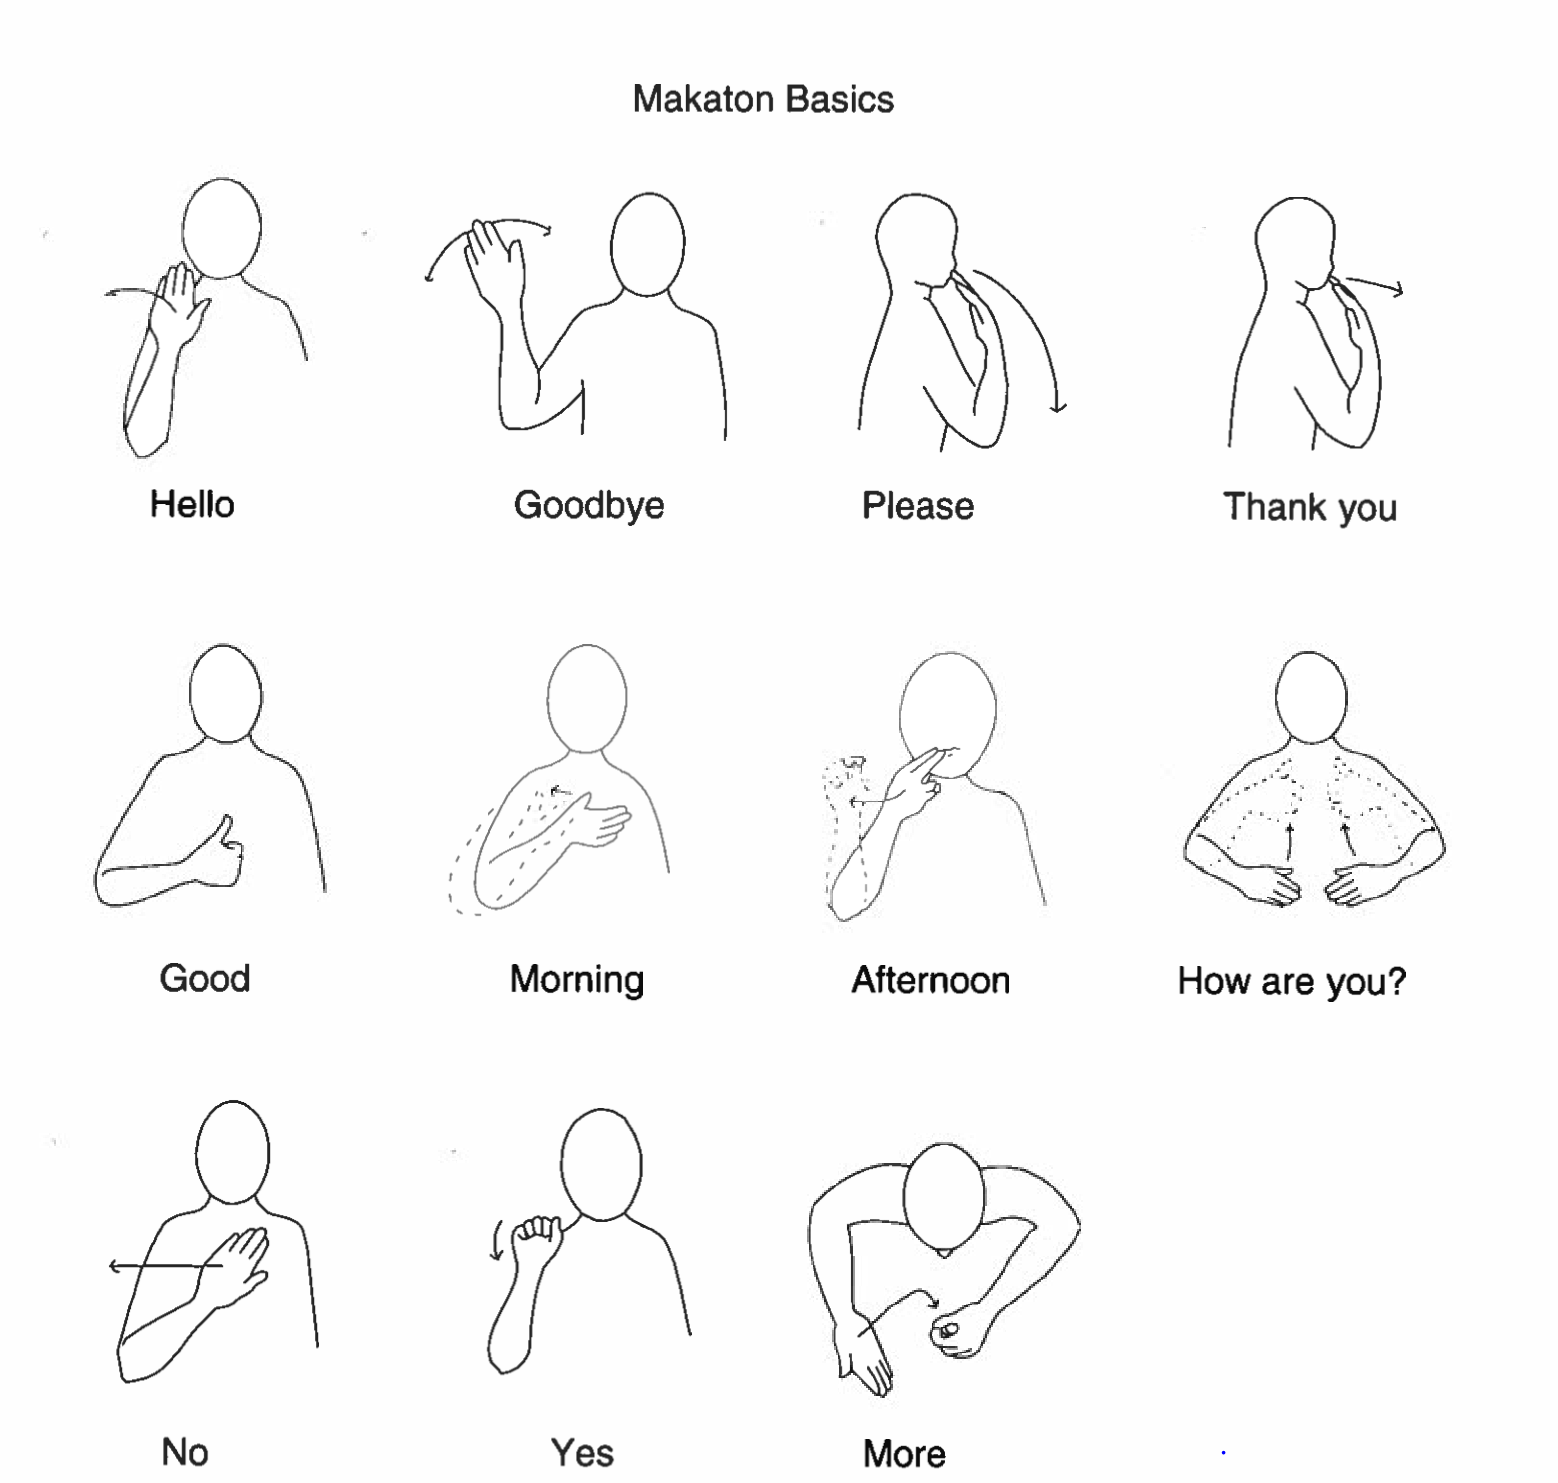 Makaton Basics
Hello Goodbye Please Thank you
Good Morning Afternoon How are you?
No Yes More